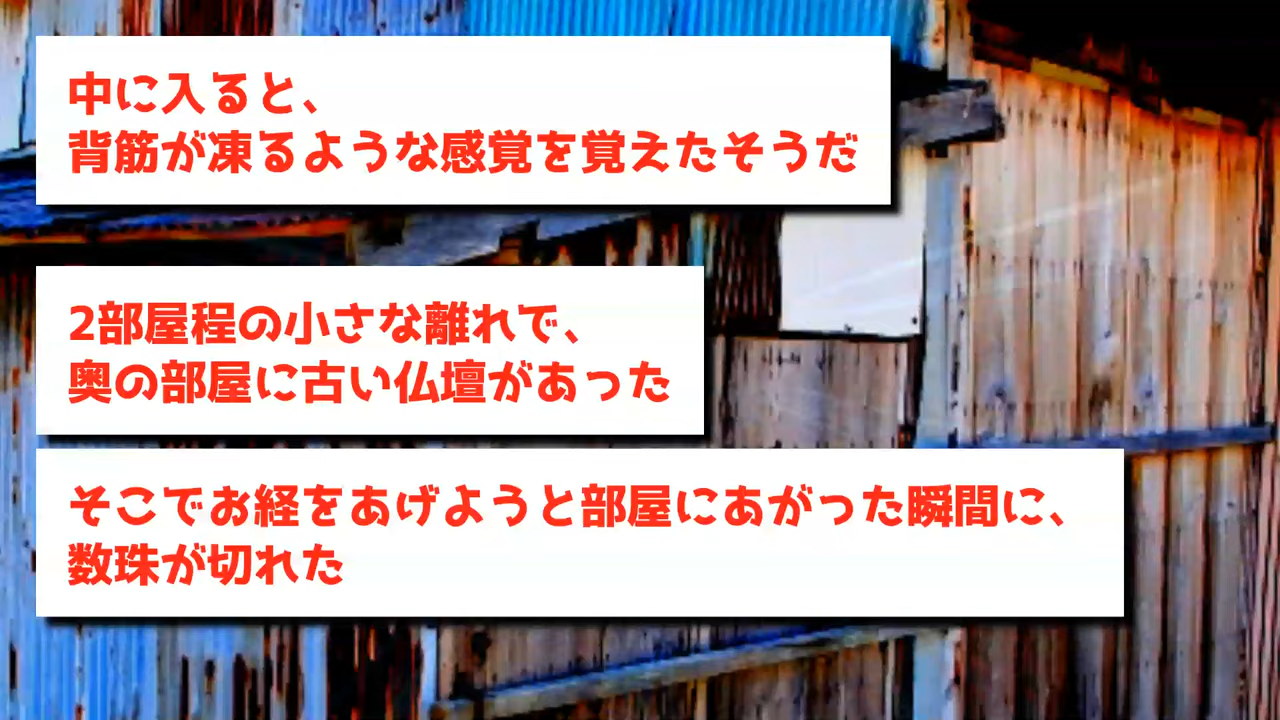 中に入ると、
背筋が凍るような感覚を覚えたそうだ
2部屋程の小さな離れで、
奥の部屋に古い仏壇があった
そこでお経をあげようと部屋にあがった瞬間に、
数珠が切れた